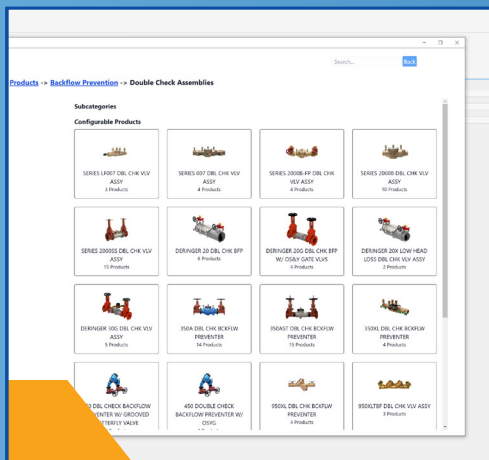 Search...
Back
Products -> Backflow Prevention -> Double Check Assemblies
Subcategories
Configurable Products
SERIES LF007 DBL CHK VLV
ASSY
3 Products
SERIES 007 DBL CHK VLV
ASSY
4 Products
SERIES 2000B-FP DBL CHK
VLV ASSY
4 Products
SERIES 2000B DBL CHK VLV
ASSY
10 Products
SERIES 2000SS DBL CHK VLV
ASSY
15 Products
DERINGER 20 DBL CHK BFP
6 Products
DERINGER 20G DBL CHK BFP
W/ OS&Y GATE VLVS
4 Products
DERINGER 20X LOW HEAD
LOSS DBL CHK VLV ASSY
2 Products
DERINGER 30G DBL CHK VLV
ASSY
5 Products
350A DBL CHK BCKFLW
PREVENTER
14 Products
350AST DBL CHK BCKFLW
PREVENTER
15 Products
350XL DBL CHK BCKFLW
PREVENTER
4 Products
DBL CHECK BACKFLOW
W/ GROOVED
VALVE
450 DOUBLE CHECK
BACKFLOW PREVENTER W/
OSYG
950XL DBL CHK BCKFLW
PREVENTER
4 Products
950XLTBF DBL CHK VLV ASSY
3 Products